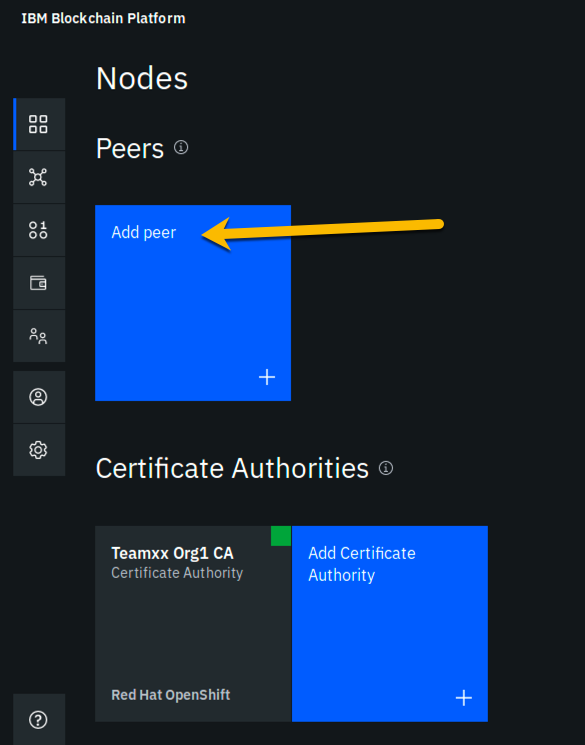 IBM Blockchain Platform
Nodes
Peers
Add peer
Certificate Authorities
Teamxx Org1 CA
Certificate Authority
Red Hat OpenShift
Add Certificate
Authority